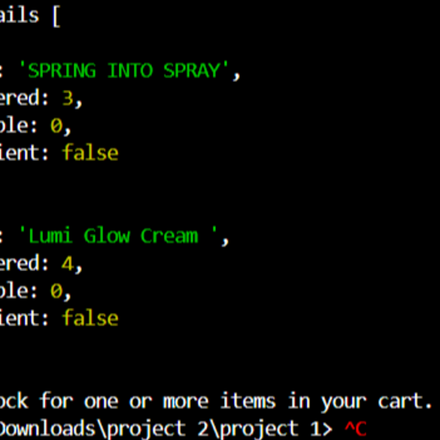 ails [
: 'SPRING INTO SPRAY',
ered: 3,
ble: 0,
ient: false
: 'Lumi Glow Cream ',
ered: 4,
ble: 0,
ient: false
ock for one or more items in your cart.
Downloads\project 2\project 1> ^C